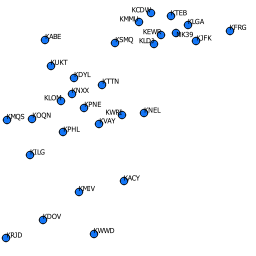 KCDW
KTEB
KMMU
KLGA
KFRG
KEWR
NK39
KABE
KSMQ
KLDJ
KJFK
KUKT
KDYL
KTTN
KNXX
KLOM
KPNE
KWRI
KNEL
KMQS
KOQN
KVAY
KPHL
KILG
KACY
KMIV
KDOV
KWWD
KRJD